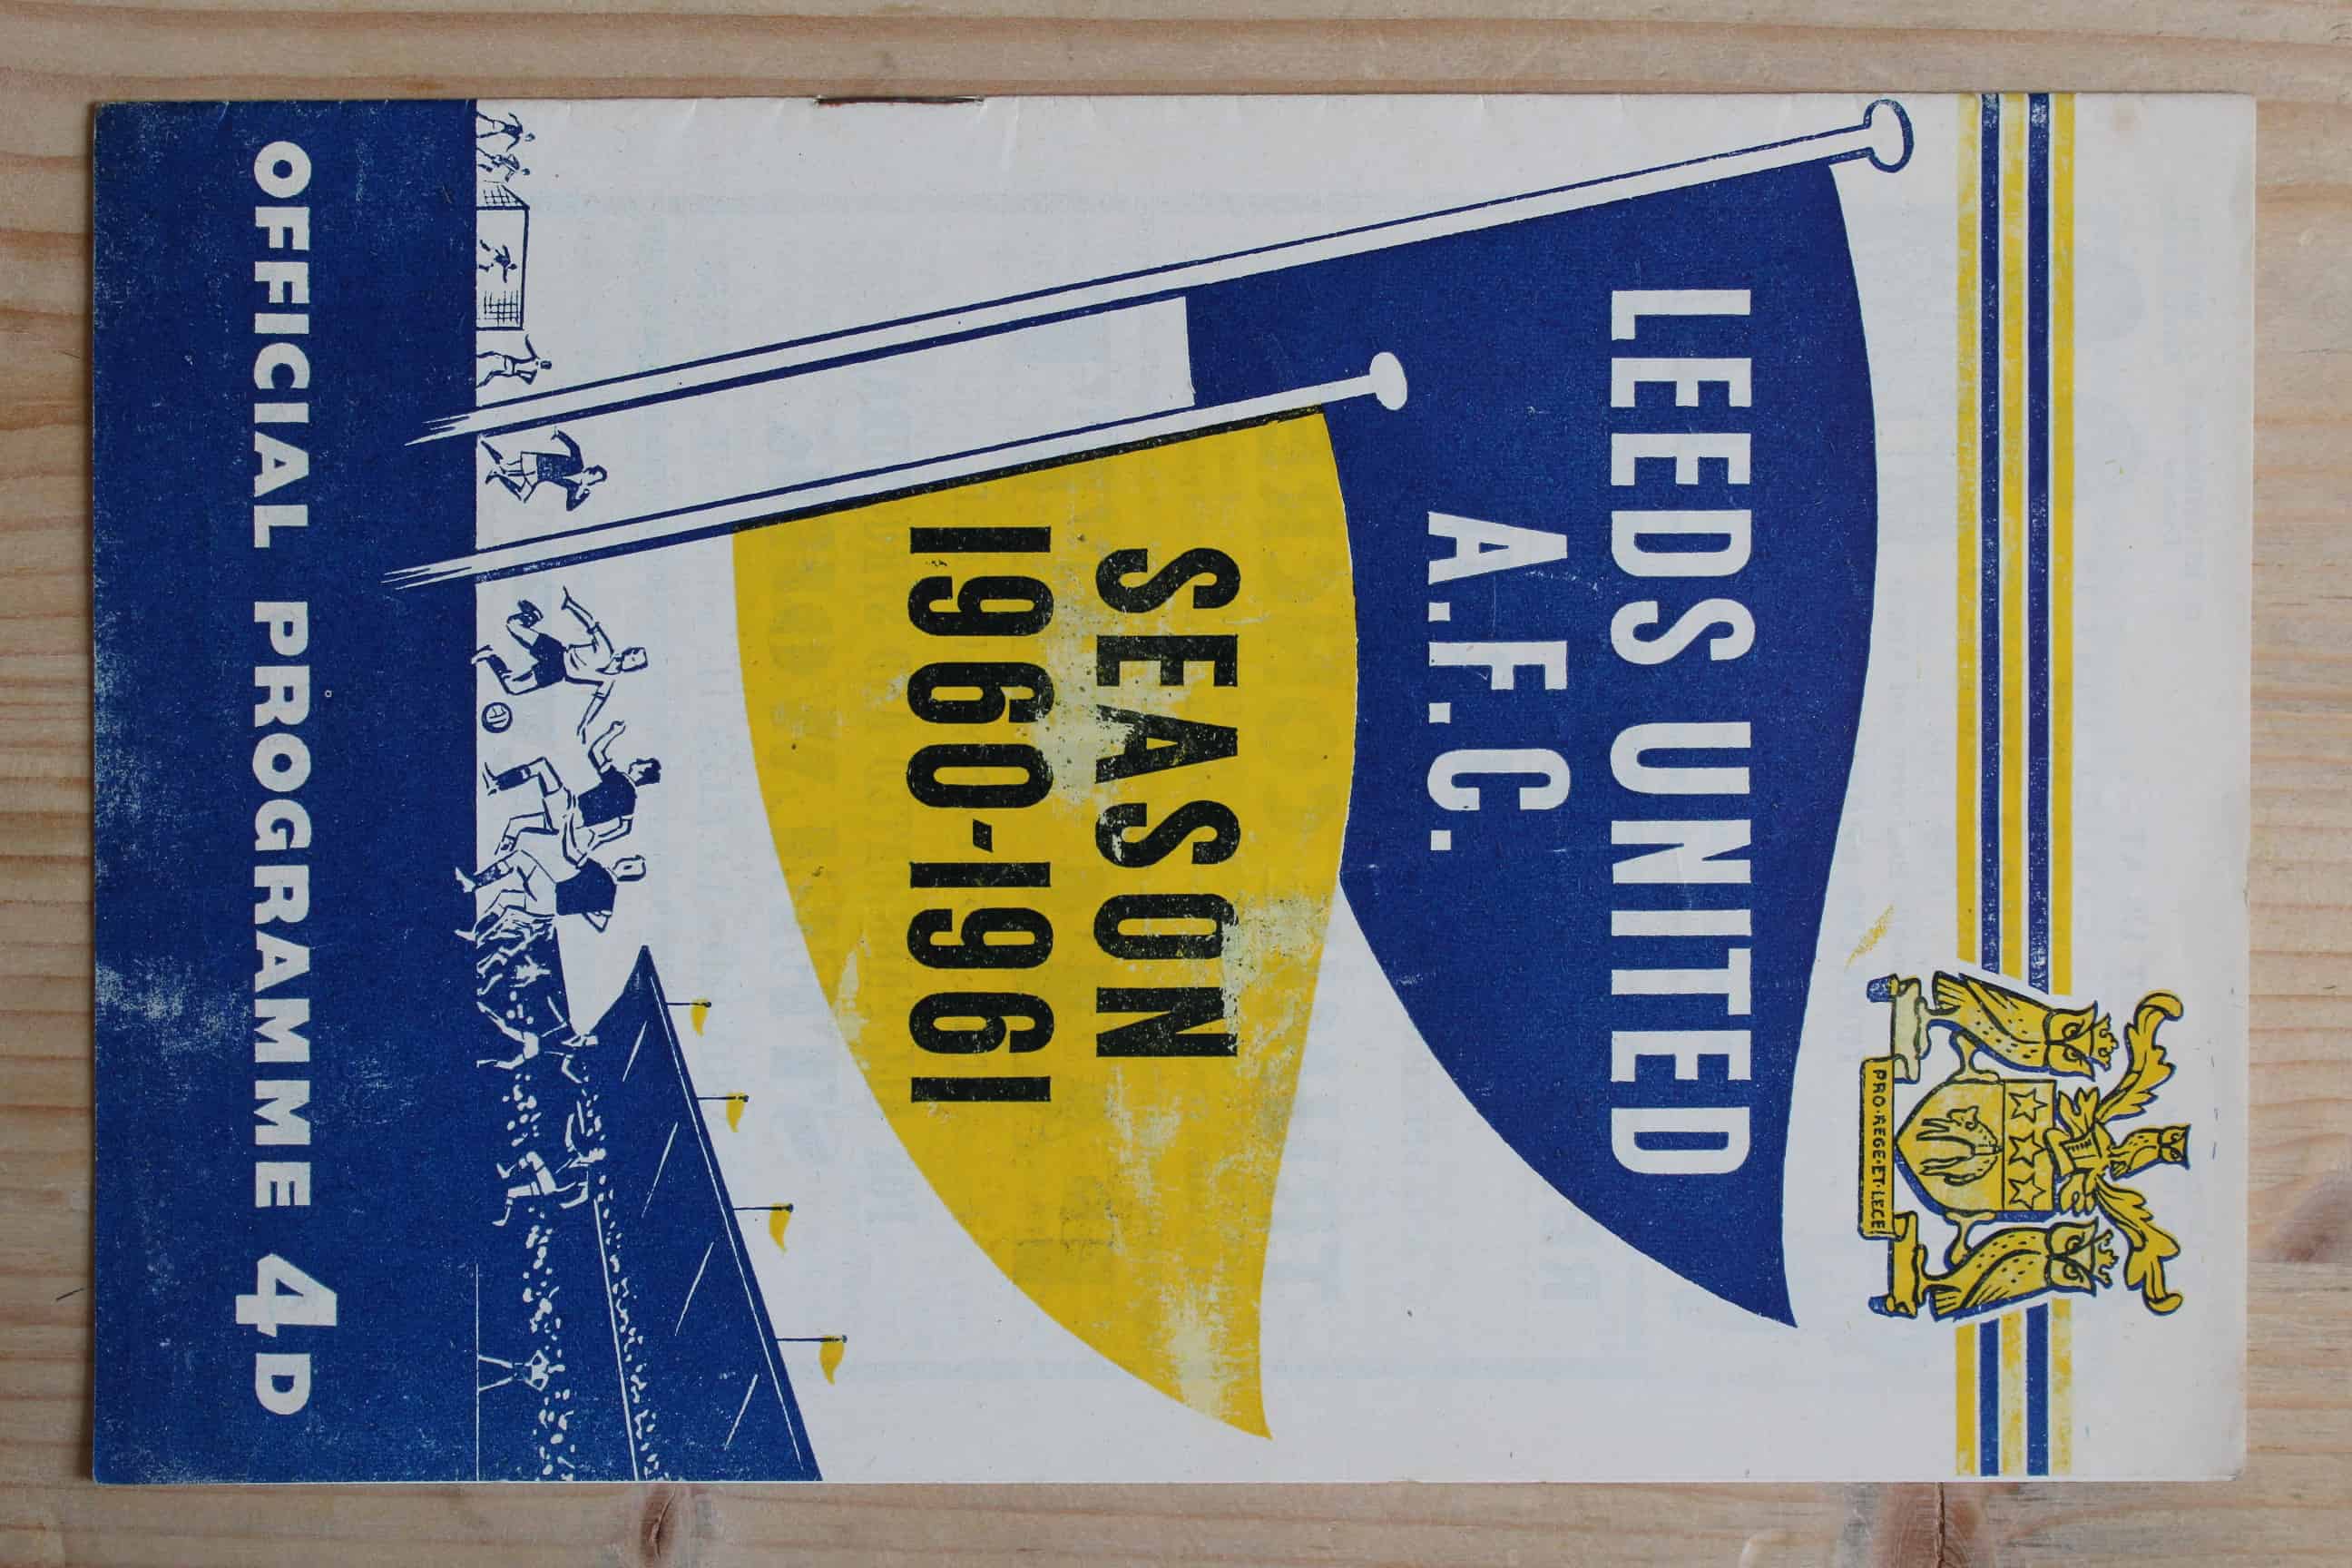 PRO·REGE·ET·LEGE
LEEDS UNITED
A.F.C.
SEASON
1960-1961
OFFICIAL PROGRAMME 4D